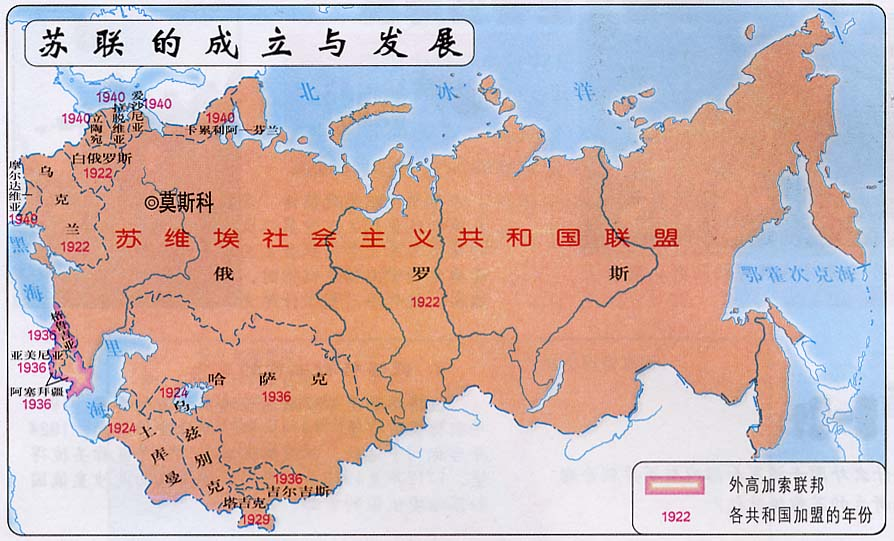 苏联的成立与发展
北冰洋
1940
1940
1940
1940
爱沙尼亚
拉脱维亚
立陶宛
卡累利阿—芬兰
白俄罗斯
1922
摩尔达维亚
1940
乌克兰
1922
莫斯科
苏维埃社会主义共和国联盟
俄罗斯
1922
鄂霍次克海
黑海
格鲁吉亚
1936
亚美尼亚
1936
阿塞拜疆
1936
里海
哈萨克
1936
1924
乌兹别克
1924
土库曼
1936
吉尔吉斯
塔吉克
1929
外高加索联邦
1922 各共和国加盟的年份